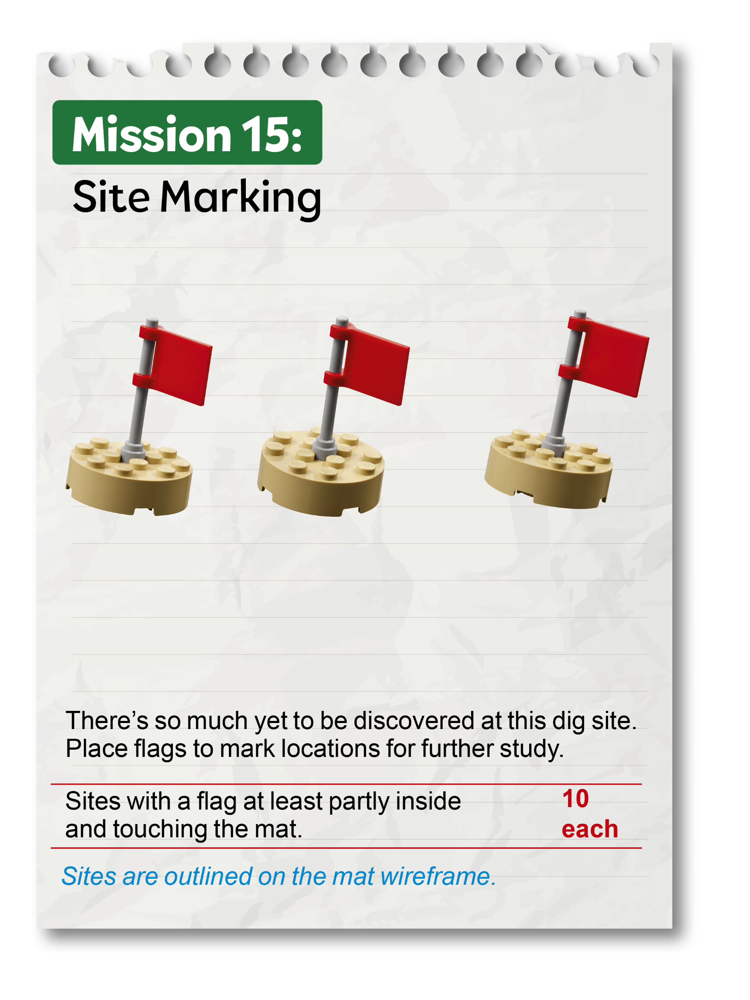 Mission 15:
Site Marking
There’s so much yet to be discovered at this dig site.
Place flags to mark locations for further study.
Sites with a flag at least partly inside
10
and touching the mat.
each
Sites are outlined on the mat wireframe.